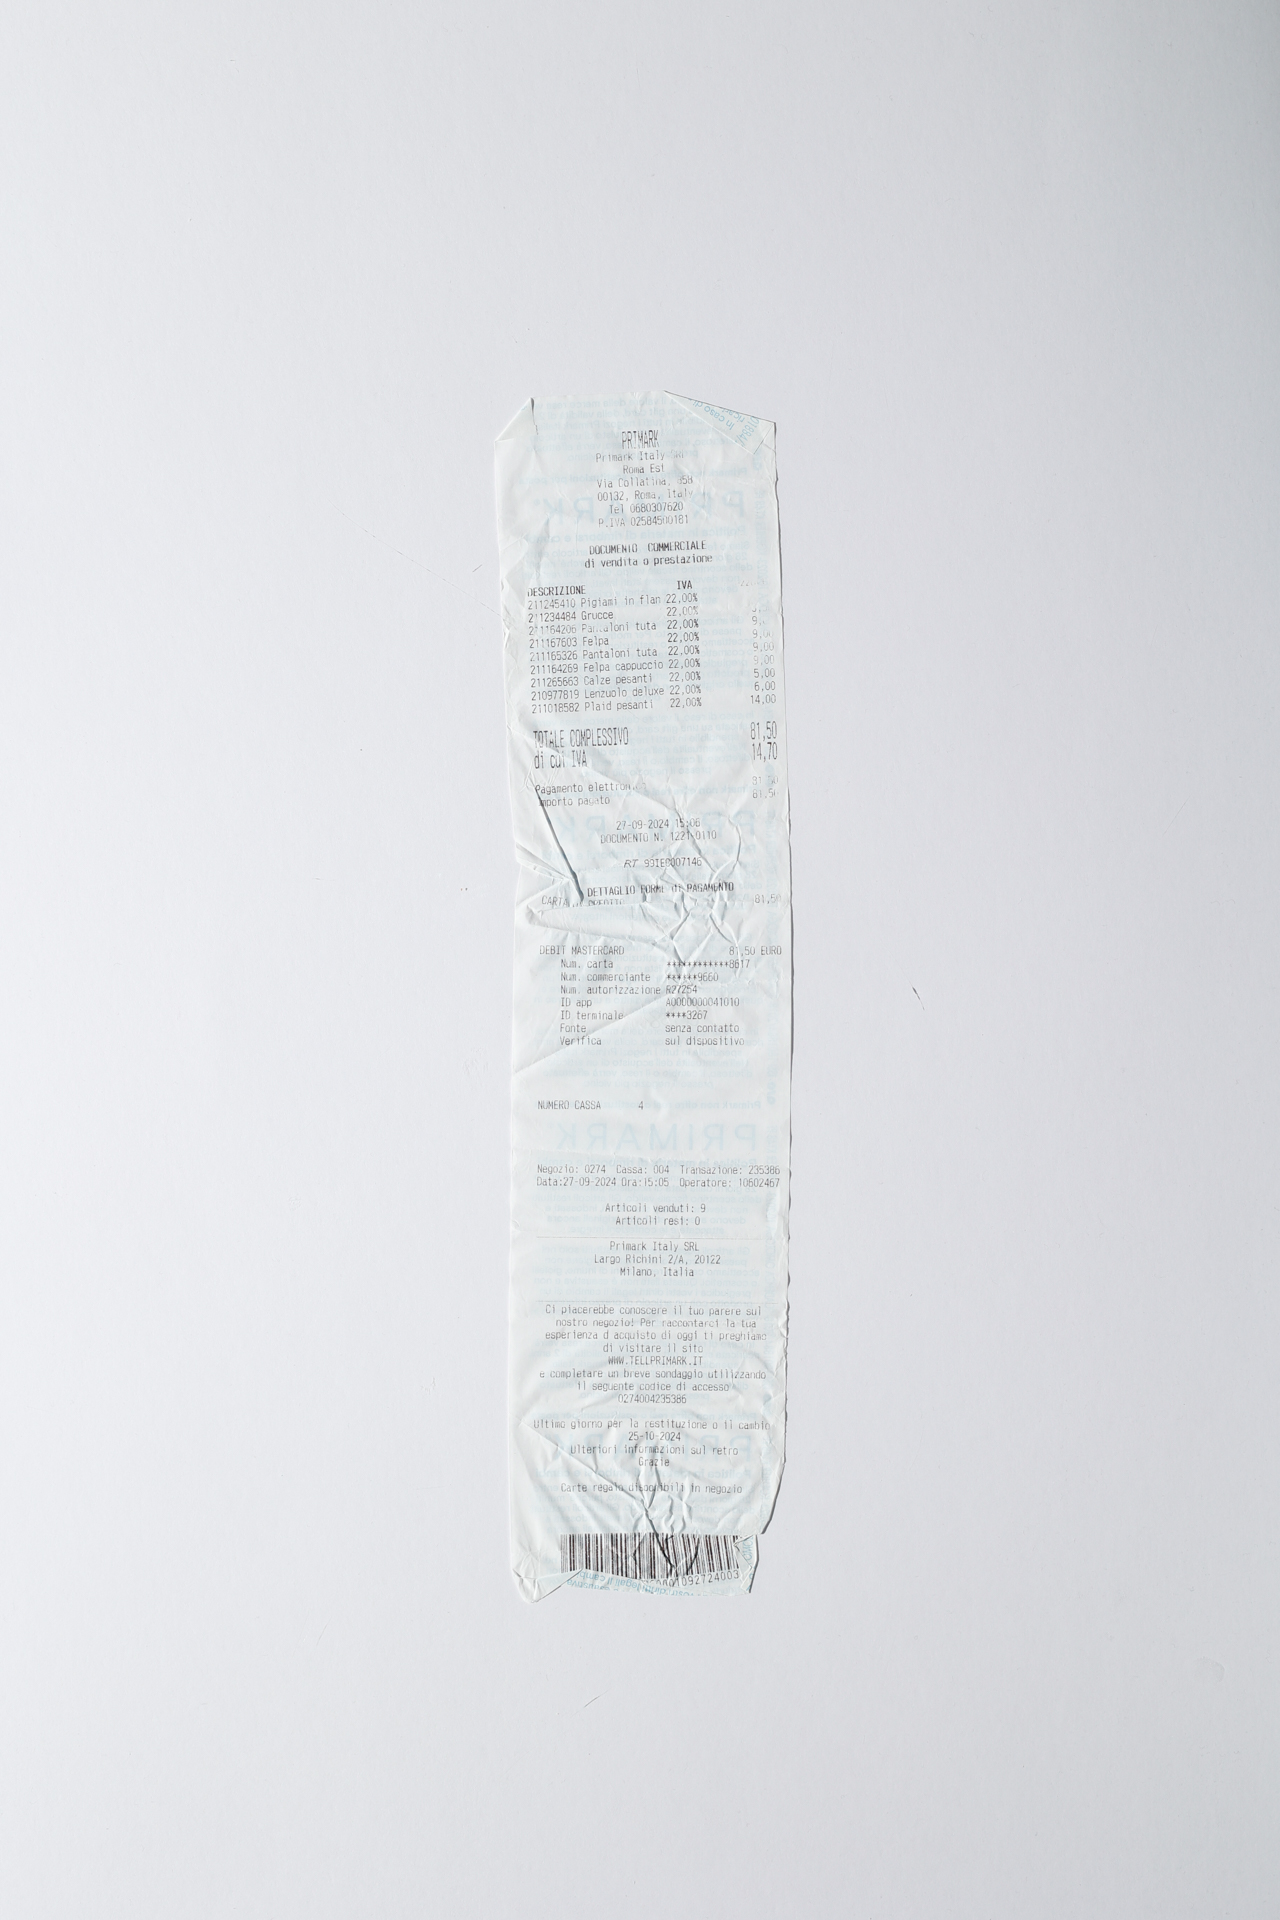 PRIMARK
Primark Italy SRL
Roma Est
Via Collatina, 858
00132, Roma, Italy
Tel 0680307620
P.IVA 02584500181
DOCUMENTO COMMERCIALE
di vendita o prestazione
DESCRIZIONE IVA
211245410 Pigiami in flan 22,00%
211234484 Grucce 22,00%
211164206 Pantaloni tuta 22,00% 9,
211167603 Felpa 22,00% 9,00
211165326 Pantaloni tuta 22,00% 9,00
211164269 Felpa cappuccio 22,00% 9,00
211265663 Calze pesanti 22,00% 5,00
210977819 Lenzuolo deluxe 22,00% 6,00
211018582 Plaid pesanti 22,00% 14,00
TOTALE COMPLESSIVO 81,50
di cui IVA 14,70
Pagamento elettronico 81,50
Importo pagato 81,50
27-09-2024 15:06
DOCUMENTO N. 1221-0110
RT 99IEC007146
DETTAGLIO FORME di PAGAMENTO
CARTA DI CREDITO 81,50
DEBIT MASTERCARD 81,50 EURO
Num. carta ************8617
Num. commerciante ******9660
Num. autorizzazione R27254
ID app A0000000041010
ID terminale ****3267
Fonte senza contatto
Verifica sul dispositivo
NUMERO CASSA 4
PRIMARK
Negozio: 0274 Cassa: 004 Transazione: 235386
Data:27-09-2024 Ora:15:05 Operatore: 10602467
Articoli venduti: 9
Articoli resi: 0
Primark Italy SRL
Largo Richini 2/A, 20122
Milano, Italia
Ci piacerebbe conoscere il tuo parere sul
nostro negozio! Per raccontarci la tua
esperienza d acquisto di oggi ti preghiamo
di visitare il sito
WWW.TELLPRIMARK.IT
e completare un breve sondaggio utilizzando
il seguente codice di accesso
0274004235386
Ultimo giorno per la restituzione o il cambio
25-10-2024
Ulteriori informazioni sul retro
Grazie
Carte regalo disponibili in negozio